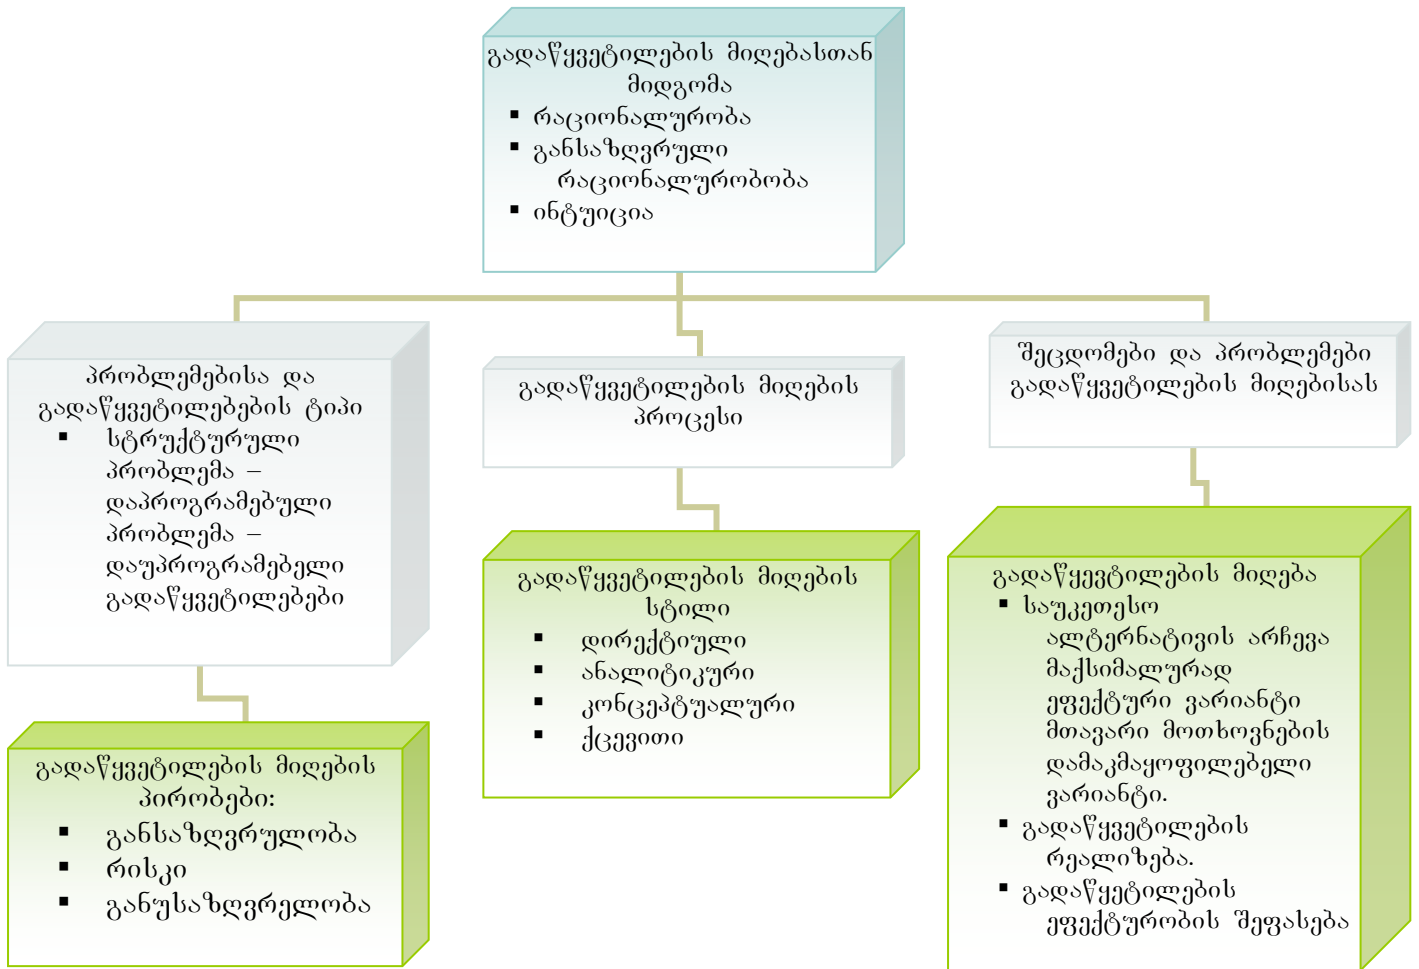 გადაწყვეტილების მიღებასთან
მიდგომა
▪ რაციონალურობა
▪ განსაზღვრული
რაციონალურობობა
▪ ინტუიცია
პრობლემებისა და
გადაწყვეტილებების ტიპი
▪ სტრუქტურული
პრობლემა –
დაპროგრამებული
პრობლემა –
დაუპროგრამებელი
გადაწყვეტილებები
გადაწყვეტილების მიღების
პირობები:
▪ განსაზღვრულობა
▪ რისკი
▪ განუსაზღვრელობა
გადაწყვეტილების მიღების
პროცესი
გადაწყვეტილების მიღების
სტილი
▪ დირექტიული
▪ ანალიტიკური
▪ კონცეპტუალური
▪ ქცევითი
შეცდომები და პრობლემები
გადაწყვეტილების მიღებისას
გადაწყევტილების მიღება
▪ საუკეთესო
ალტერნატივის არჩევა
მაქსიმალურად
ეფექტური ვარიანტი
მთავარი მოთხოვნების
დამაკმაყოფილებელი
ვარიანტი.
▪ გადაწყვეტილების
რეალიზება.
▪ გადაწყეტილების
ეფექტურობის შეფასება